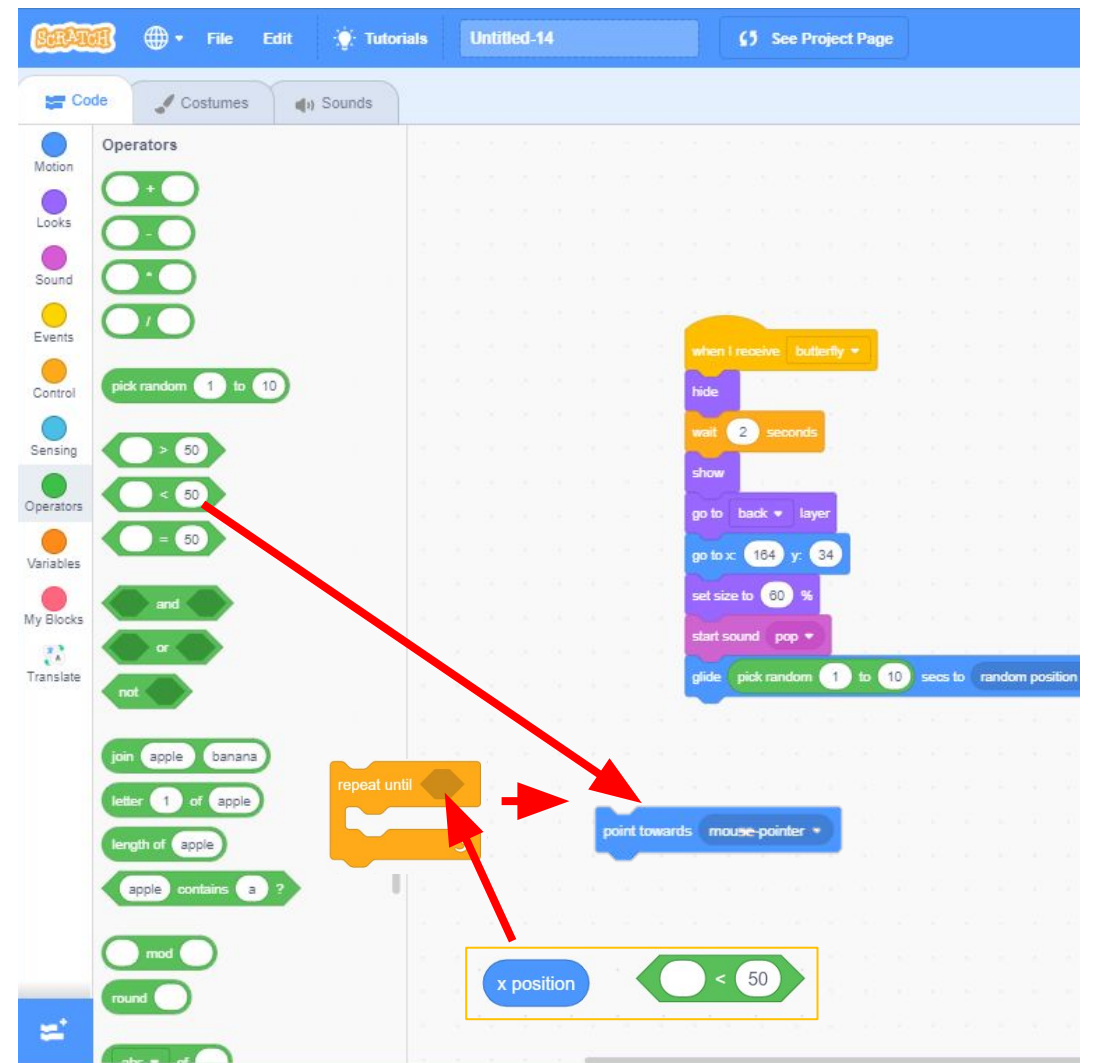 SCRATCH File Edit Tutorials Untitled-14 See Project Page
Code Costumes Sounds
Motion
Looks
Sound
Events
Control
Sensing
Operators
Variables
My Blocks
Translate
Operators
+
-
*
/
pick random 1 to 10
> 50
< 50
= 50
and
or
not
join apple banana
letter 1 of apple
length of apple
apple contains a ?
mod
round
abs of
when I receive butterfly
hide
wait 2 seconds
show
go to back layer
go to x: 164 y: 34
set size to 60 %
start sound pop
glide pick random 1 to 10 secs to random position
repeat until
point towards mouse-pointer
x position < 50